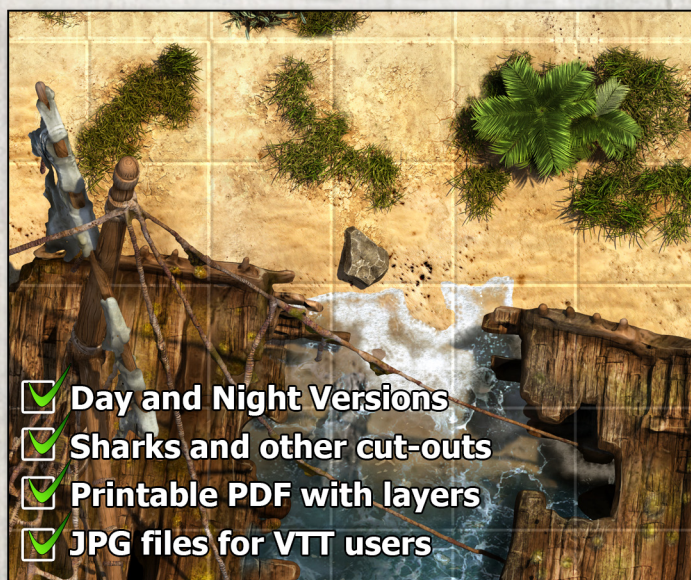 Day and Night Versions
Sharks and other cut-outs
Printable PDF with layers
JPG files for VTT users